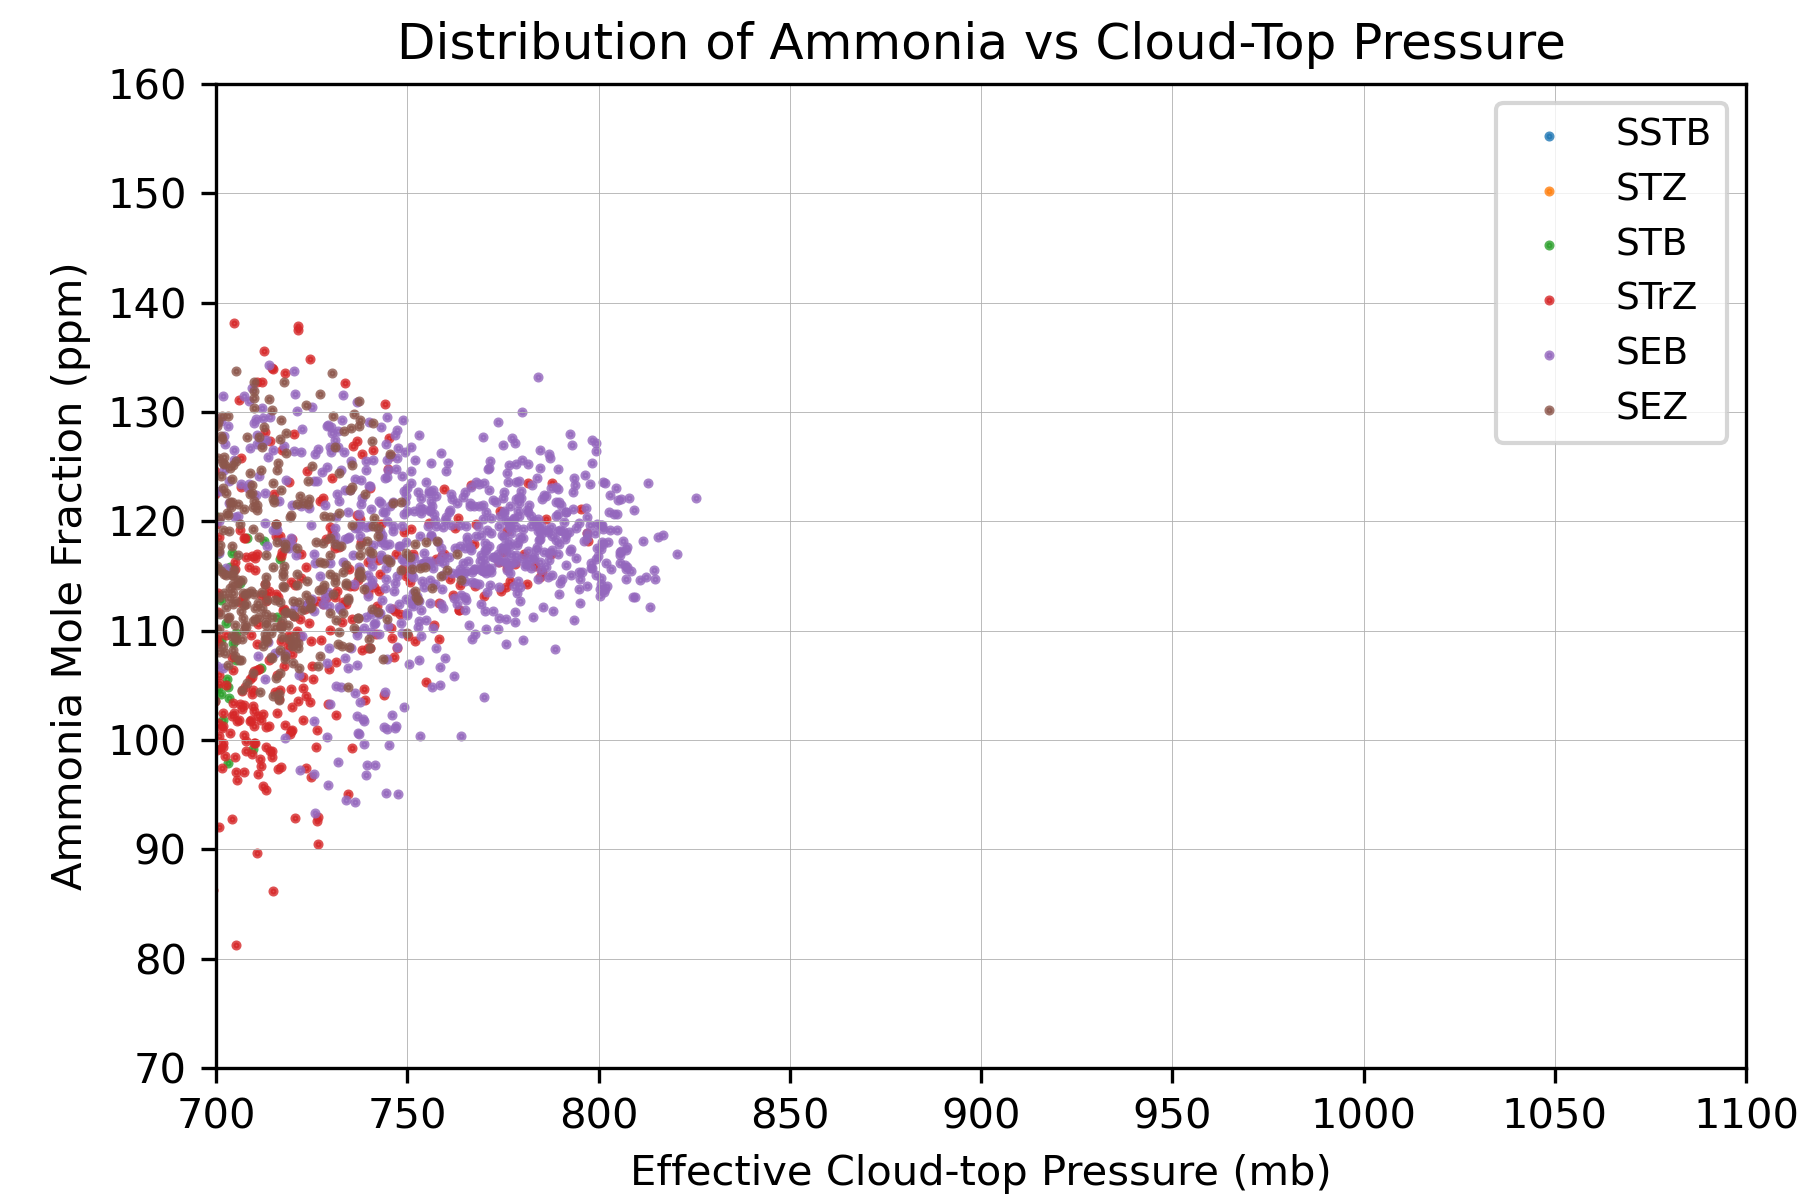 Distribution of Ammonia vs Cloud-Top Pressure
160
150
140
130
120
110
100
90
80
70
Ammonia Mole Fraction (ppm)
SSTB
STZ
STB
STrZ
SEB
SEZ
700 750 800 850 900 950 1000 1050 1100
Effective Cloud-top Pressure (mb)